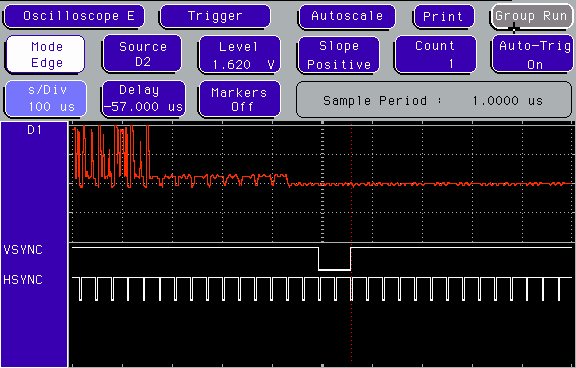 Oscilloscope E Trigger Autoscale Print Group Run
Mode Source Level Slope Count Auto-Trig
Edge D2 1.620 V Positive 1 On
s/Div Delay Markers
100 us -57.000 us Off Sample Period : 1.0000 us
D1
VSYNC
HSYNC